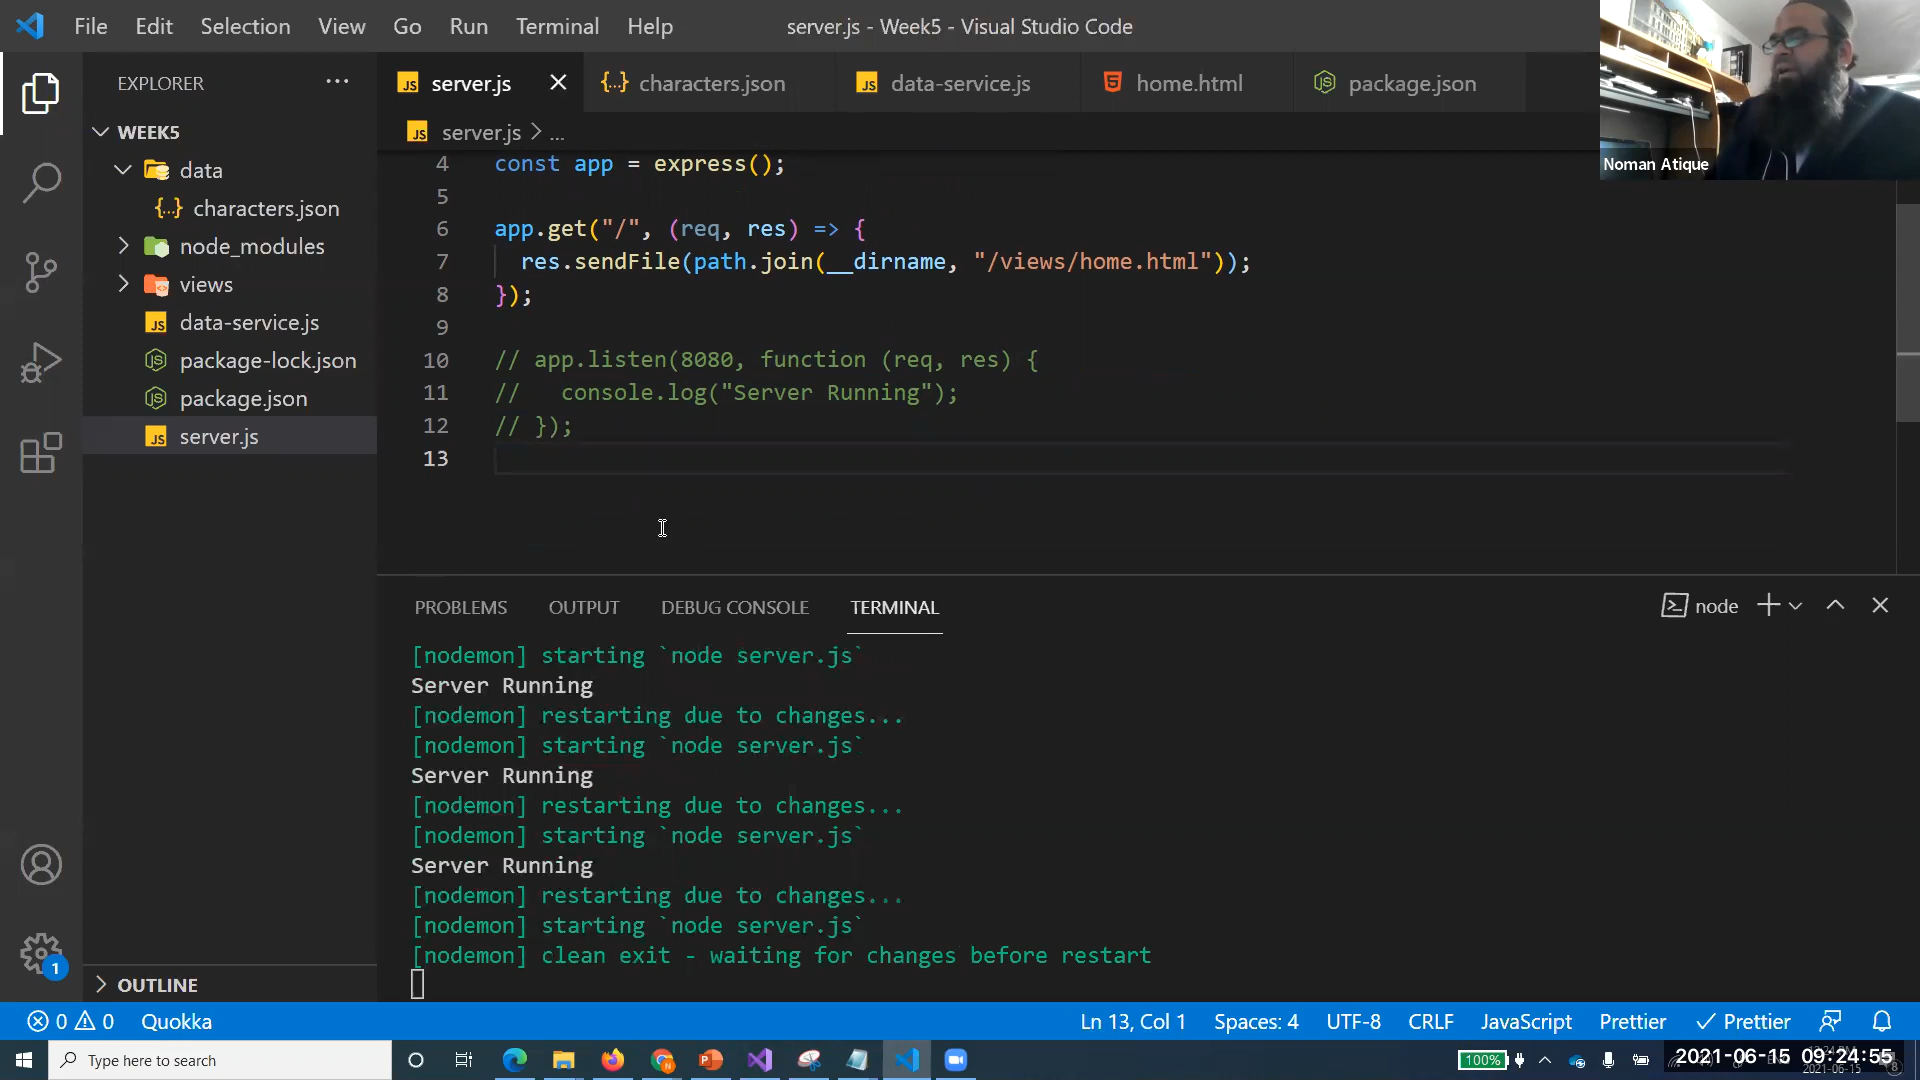 File Edit Selection View Go Run Terminal Help
server.js - Week5 - Visual Studio Code
Noman Atique
EXPLORER
WEEK5
data
characters.json
node_modules
views
data-service.js
package-lock.json
package.json
server.js
OUTLINE
server.js characters.json data-service.js home.html package.json
server.js > ...
4 const app = express();
5
6 app.get("/", (req, res) => {
7 res.sendFile(path.join(__dirname, "/views/home.html"));
8 });
9
10 // app.listen(8080, function (req, res) {
11 //   console.log("Server Running");
12 // });
13
PROBLEMS OUTPUT DEBUG CONSOLE TERMINAL
node
[nodemon] starting `node server.js`
Server Running
[nodemon] restarting due to changes...
[nodemon] starting `node server.js`
Server Running
[nodemon] restarting due to changes...
[nodemon] starting `node server.js`
Server Running
[nodemon] restarting due to changes...
[nodemon] starting `node server.js`
[nodemon] clean exit - waiting for changes before restart
1
0 0 Quokka
Ln 13, Col 1 Spaces: 4 UTF-8 CRLF JavaScript Prettier Prettier
Type here to search
100%
2021-06-15 09:24:55
2021-06-15